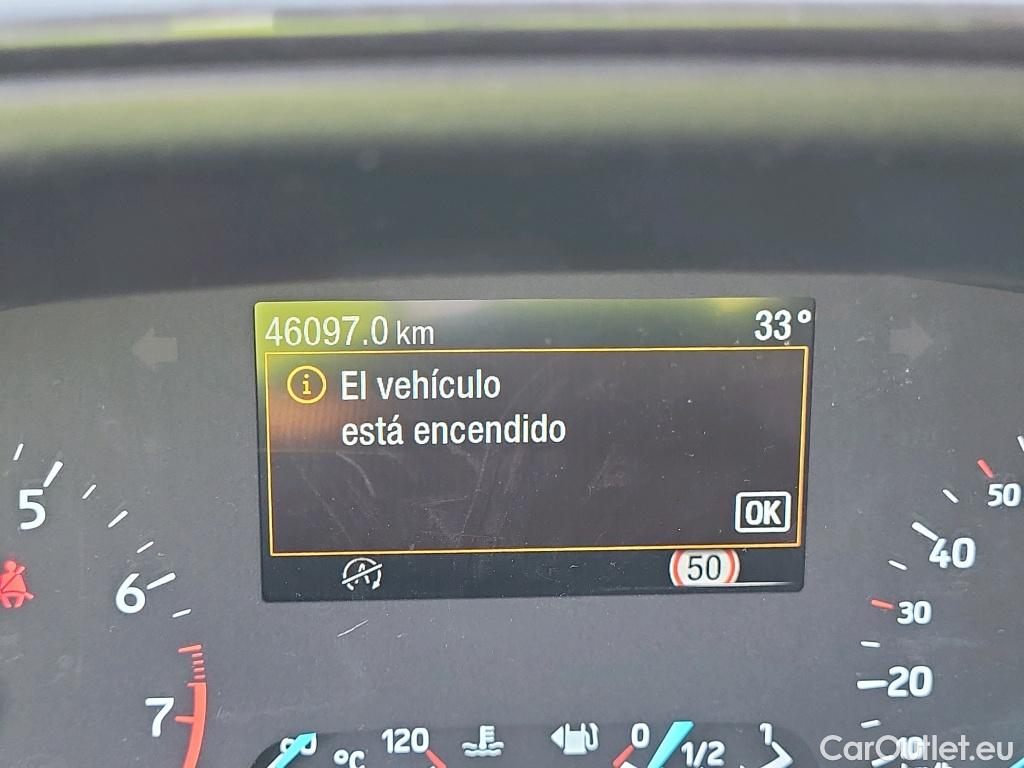 46097.0 km 33°
i El vehículo
está encendido
OK
A 50
5
6
7
50
40
30
20
10
°C 120
0 1/2 1
CarOutlet.eu